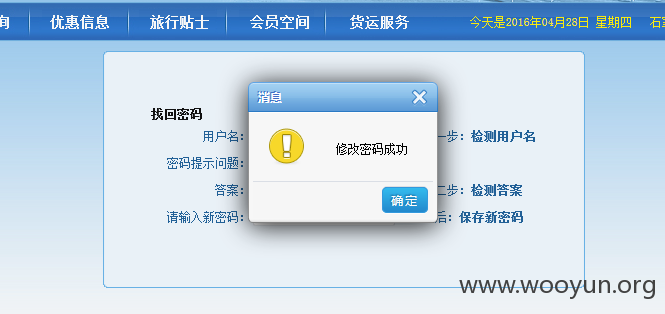 询 优惠信息 旅行贴士 会员空间 货运服务 今天是2016年04月28日 星期四 石
找回密码
消息
用户名: 一步: 检测用户名
修改密码成功
密码提示问题:
答案: 二步: 检测答案
确定
请输入新密码: 后: 保存新密码
www.wooyun.org